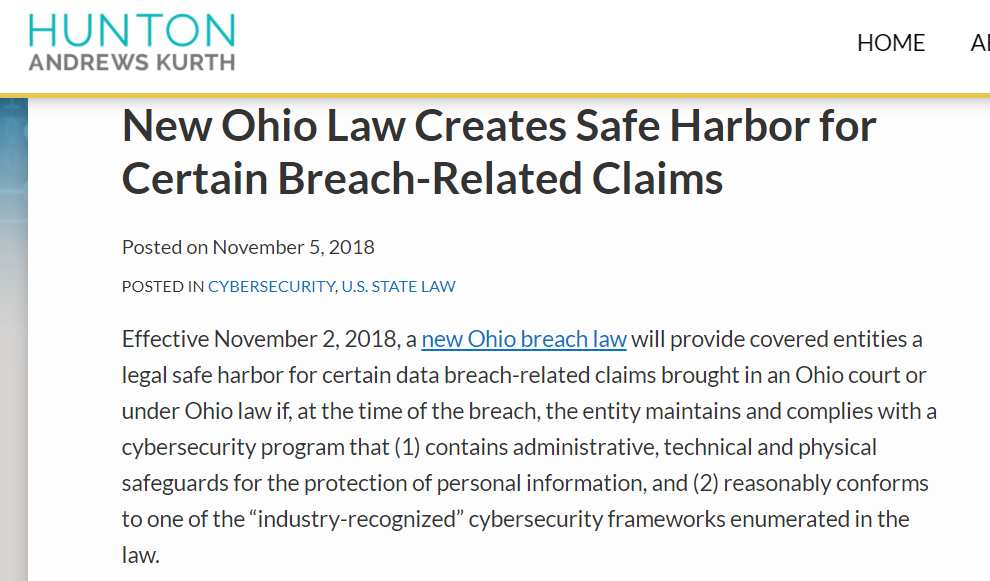 HUNTON
ANDREWS KURTH
HOME
New Ohio Law Creates Safe Harbor for
Certain Breach-Related Claims
Posted on November 5, 2018
POSTED IN CYBERSECURITY, U.S. STATE LAW
Effective November 2, 2018, a new Ohio breach law will provide covered entities a
legal safe harbor for certain data breach-related claims brought in an Ohio court or
under Ohio law if, at the time of the breach, the entity maintains and complies with a
cybersecurity program that (1) contains administrative, technical and physical
safeguards for the protection of personal information, and (2) reasonably conforms
to one of the “industry-recognized” cybersecurity frameworks enumerated in the
law.